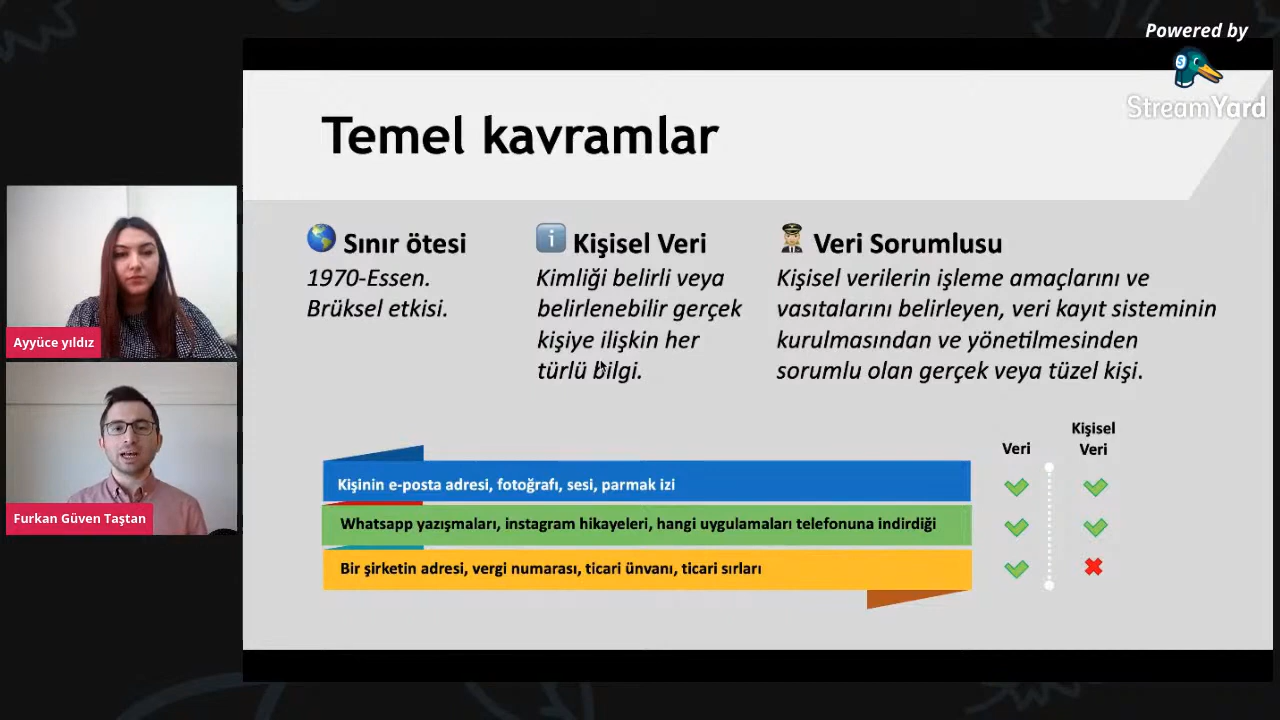 Powered by
StreamYard
Temel kavramlar
Sınır ötesi
1970-Essen.
Brüksel etkisi.
Kişisel Veri
Kimliği belirli veya
belirlenebilir gerçek
kişiye ilişkin her
türlü bilgi.
Veri Sorumlusu
Kişisel verilerin işleme amaçlarını ve
vasıtalarını belirleyen, veri kayıt sisteminin
kurulmasından ve yönetilmesinden
sorumlu olan gerçek veya tüzel kişi.
Ayyüce yıldız
Furkan Güven Taştan
Veri
Kişisel
Veri
Kişinin e-posta adresi, fotoğrafı, sesi, parmak izi
Whatsapp yazışmaları, instagram hikayeleri, hangi uygulamaları telefonuna indirdiği
Bir şirketin adresi, vergi numarası, ticari ünvanı, ticari sırları